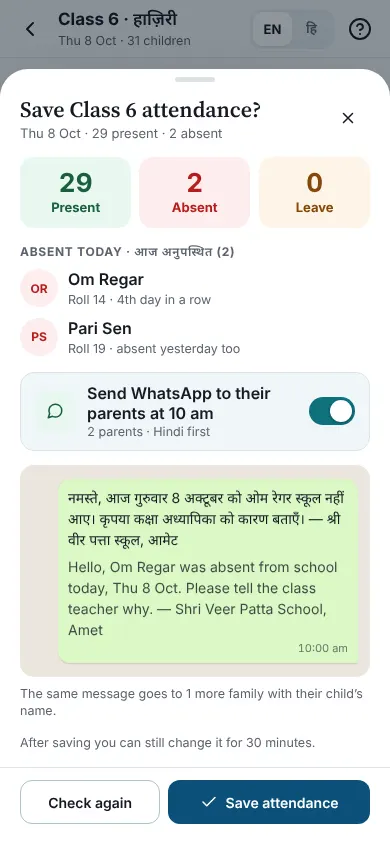 Class 6 · हाज़िरी
Thu 8 Oct · 31 children
EN
हि
Save Class 6 attendance?
Thu 8 Oct · 29 present · 2 absent
29
Present
2
Absent
0
Leave
ABSENT TODAY · आज अनुपस्थित (2)
OR
Om Regar
Roll 14 · 4th day in a row
PS
Pari Sen
Roll 19 · absent yesterday too
Send WhatsApp to their
parents at 10 am
2 parents · Hindi first
नमस्ते, आज गुरुवार 8 अक्टूबर को ओम रेगर स्कूल नहीं
आए। कृपया कक्षा अध्यापिका को कारण बताएँ। — श्री
वीर पत्ता स्कूल, आमेट
Hello, Om Regar was absent from school
today, Thu 8 Oct. Please tell the class
teacher why. — Shri Veer Patta School,
Amet
10:00 am
The same message goes to 1 more family with their child’s
name.
After saving you can still change it for 30 minutes.
Check again
Save attendance